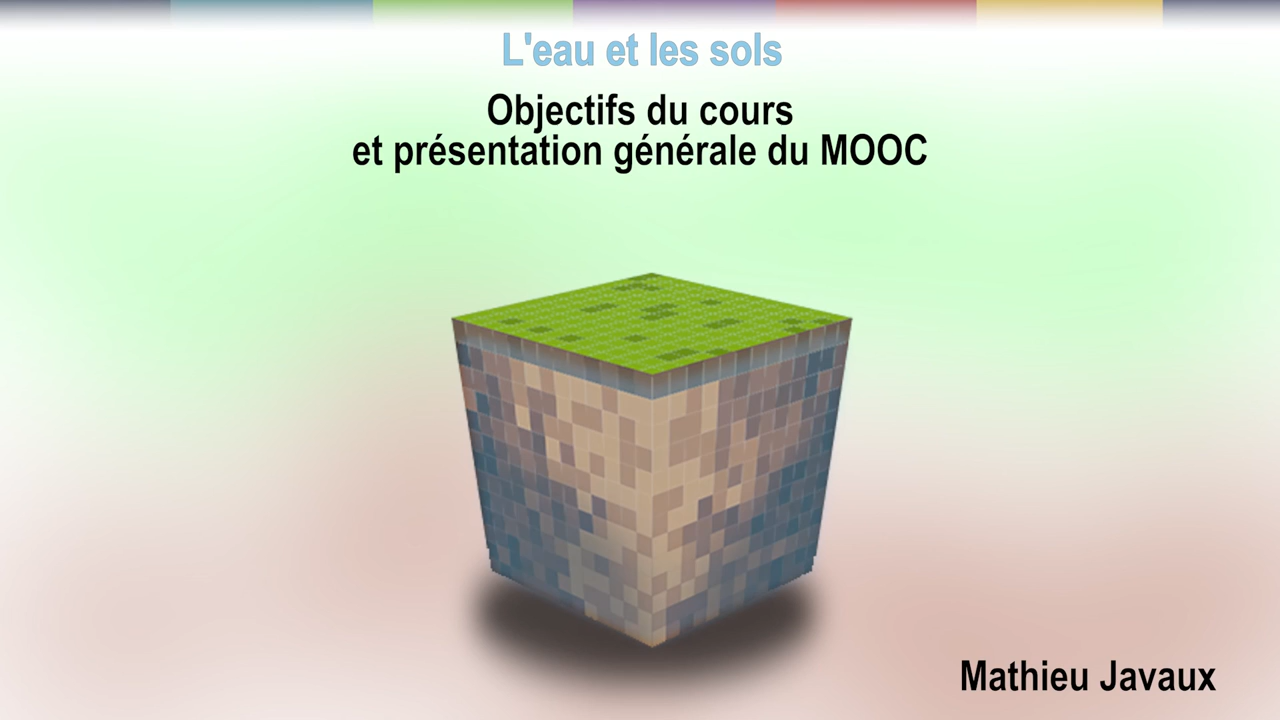 L'eau et les sols
Objectifs du cours
et présentation générale du MOOC
Mathieu Javaux